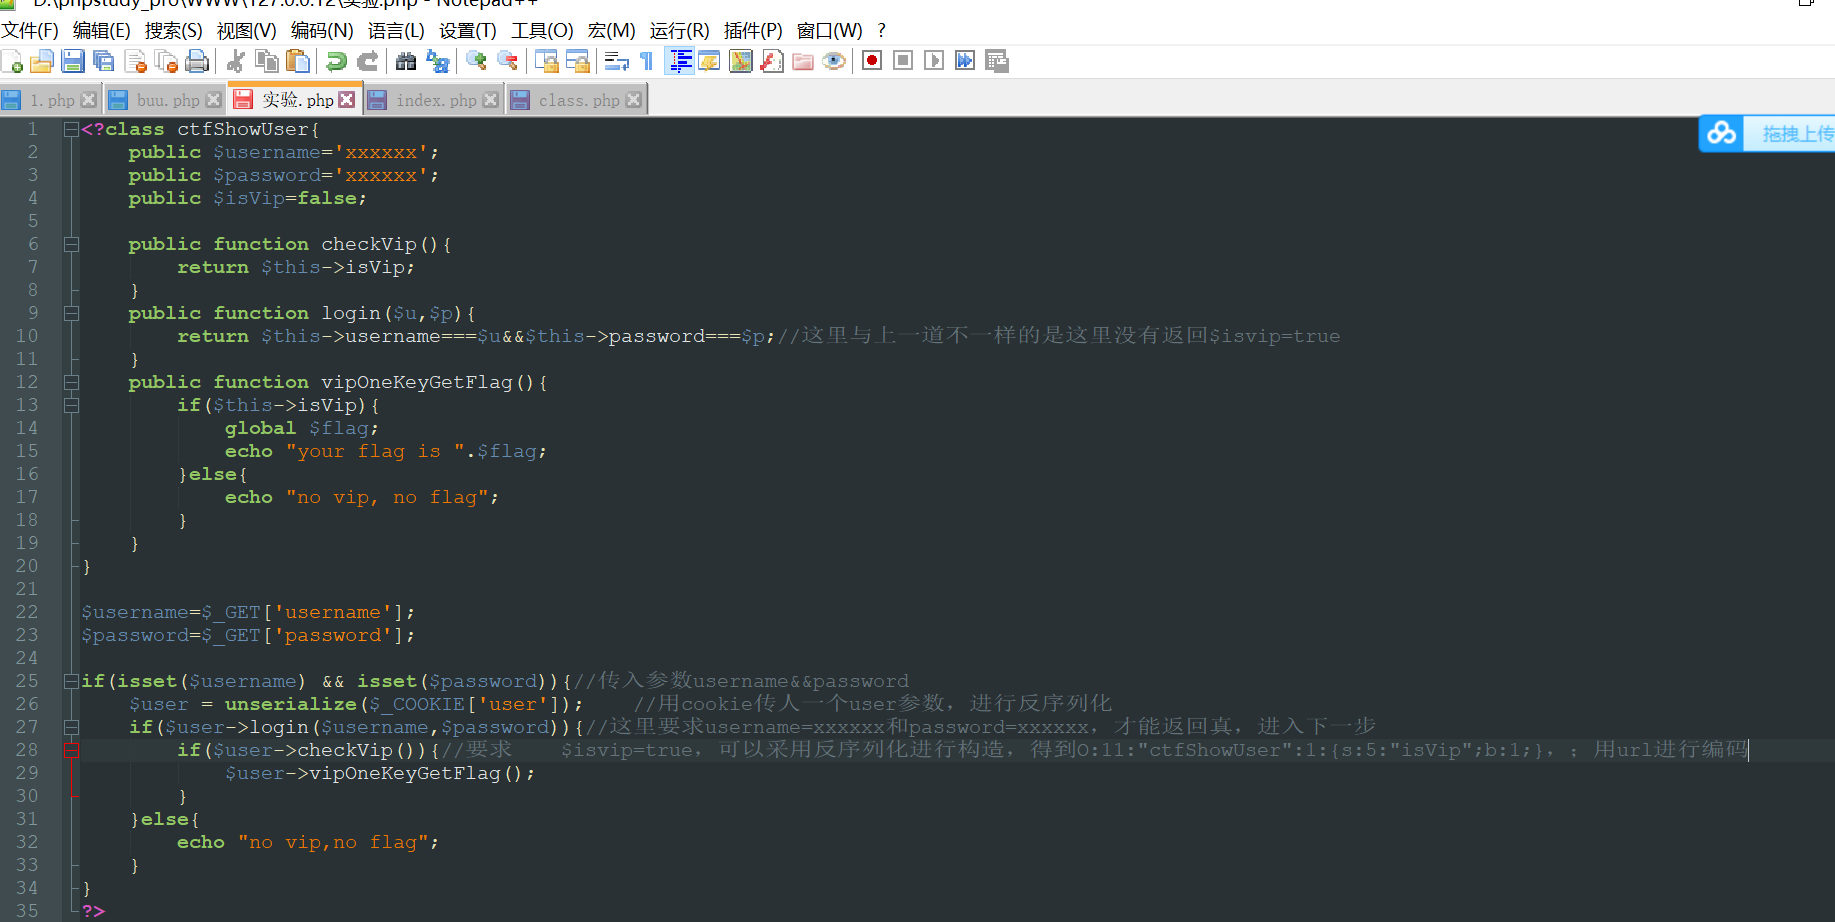 D:\phpstudy_pro\WWW\127.0.0.12\实验.php - Notepad++
文件(F) 编辑(E) 搜索(S) 视图(V) 编码(N) 语言(L) 设置(T) 工具(O) 宏(M) 运行(R) 插件(P) 窗口(W) ?
1.php buu.php 实验.php index.php class.php
拖拽上传
1 <?class ctfShowUser{
2 public $username='xxxxxx';
3 public $password='xxxxxx';
4 public $isVip=false;
5
6 public function checkVip(){
7 return $this->isVip;
8 }
9 public function login($u,$p){
10 return $this->username===$u&&$this->password===$p;//这里与上一道不一样的是这里没有返回$isvip=true
11 }
12 public function vipOneKeyGetFlag(){
13 if($this->isVip){
14 global $flag;
15 echo "your flag is ".$flag;
16 }else{
17 echo "no vip, no flag";
18 }
19 }
20 }
21
22 $username=$_GET['username'];
23 $password=$_GET['password'];
24
25 if(isset($username) && isset($password)){//传入参数username&&password
26 $user = unserialize($_COOKIE['user']); //用cookie传人一个user参数，进行反序列化
27 if($user->login($username,$password)){//这里要求username=xxxxxx和password=xxxxxx，才能返回真，进入下一步
28 if($user->checkVip()){//要求 $isvip=true，可以采用反序列化进行构造，得到O:11:"ctfShowUser":1:{s:5:"isVip";b:1;}，；用url进行编码
29 $user->vipOneKeyGetFlag();
30 }
31 }else{
32 echo "no vip,no flag";
33 }
34 }
35 ?>